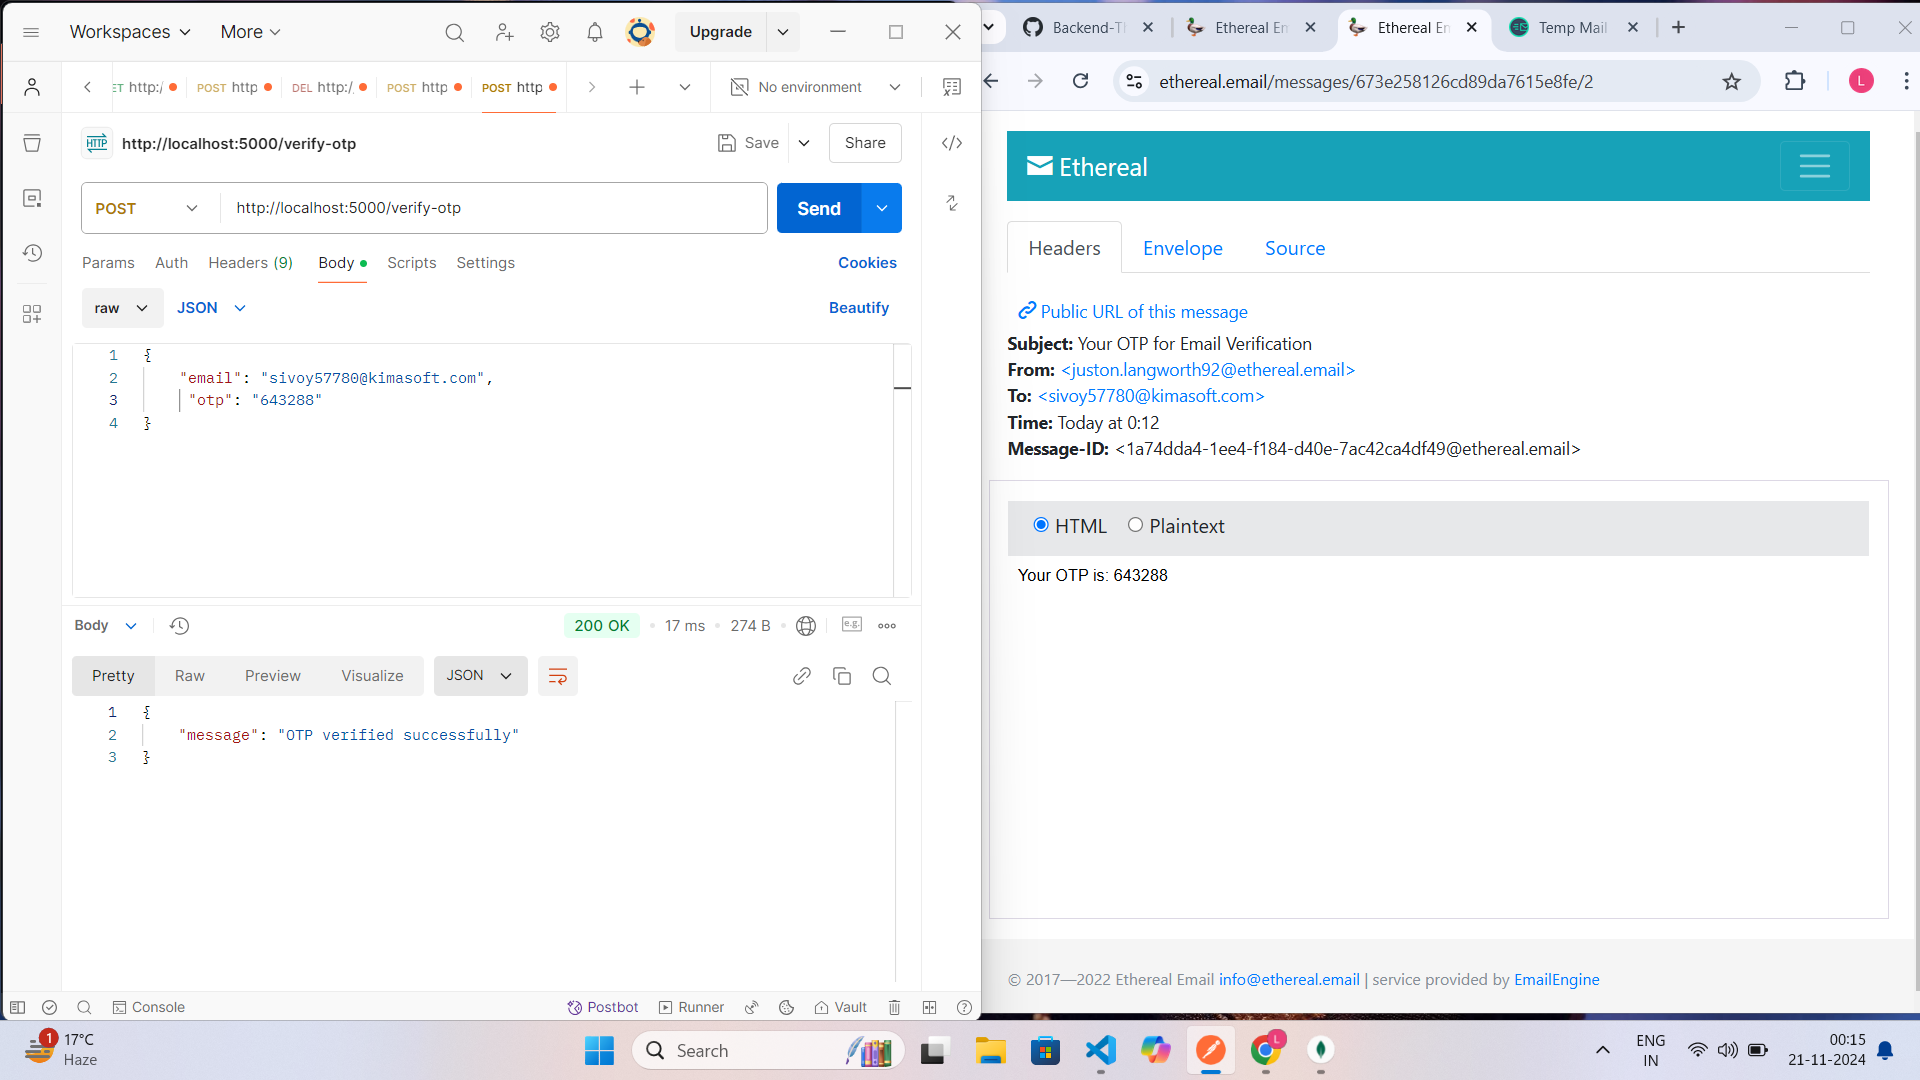 Workspaces More Upgrade
ET http:/ POST http DEL http:/ POST http POST http No environment
HTTP http://localhost:5000/verify-otp Save Share
POST http://localhost:5000/verify-otp Send
Params Auth Headers (9) Body Scripts Settings Cookies
raw JSON Beautify
1 {
2 "email": "sivoy57780@kimasoft.com",
3 "otp": "643288"
4 }
Body 200 OK 17 ms 274 B e.g.
Pretty Raw Preview Visualize JSON
1 {
2 "message": "OTP verified successfully"
3 }
Console Postbot Runner Vault
Backend-T Ethereal Em Ethereal En Temp Mail
ethereal.email/messages/673e258126cd89da7615e8fe/2 L
Ethereal
Headers Envelope Source
Public URL of this message
Subject: Your OTP for Email Verification
From: <juston.langworth92@ethereal.email>
To: <sivoy57780@kimasoft.com>
Time: Today at 0:12
Message-ID: <1a74dda4-1ee4-f184-d40e-7ac42ca4df49@ethereal.email>
HTML Plaintext
Your OTP is: 643288
© 2017—2022 Ethereal Email info@ethereal.email | service provided by EmailEngine
1 17°C
Haze
Search
L
ENG
IN
00:15
21-11-2024